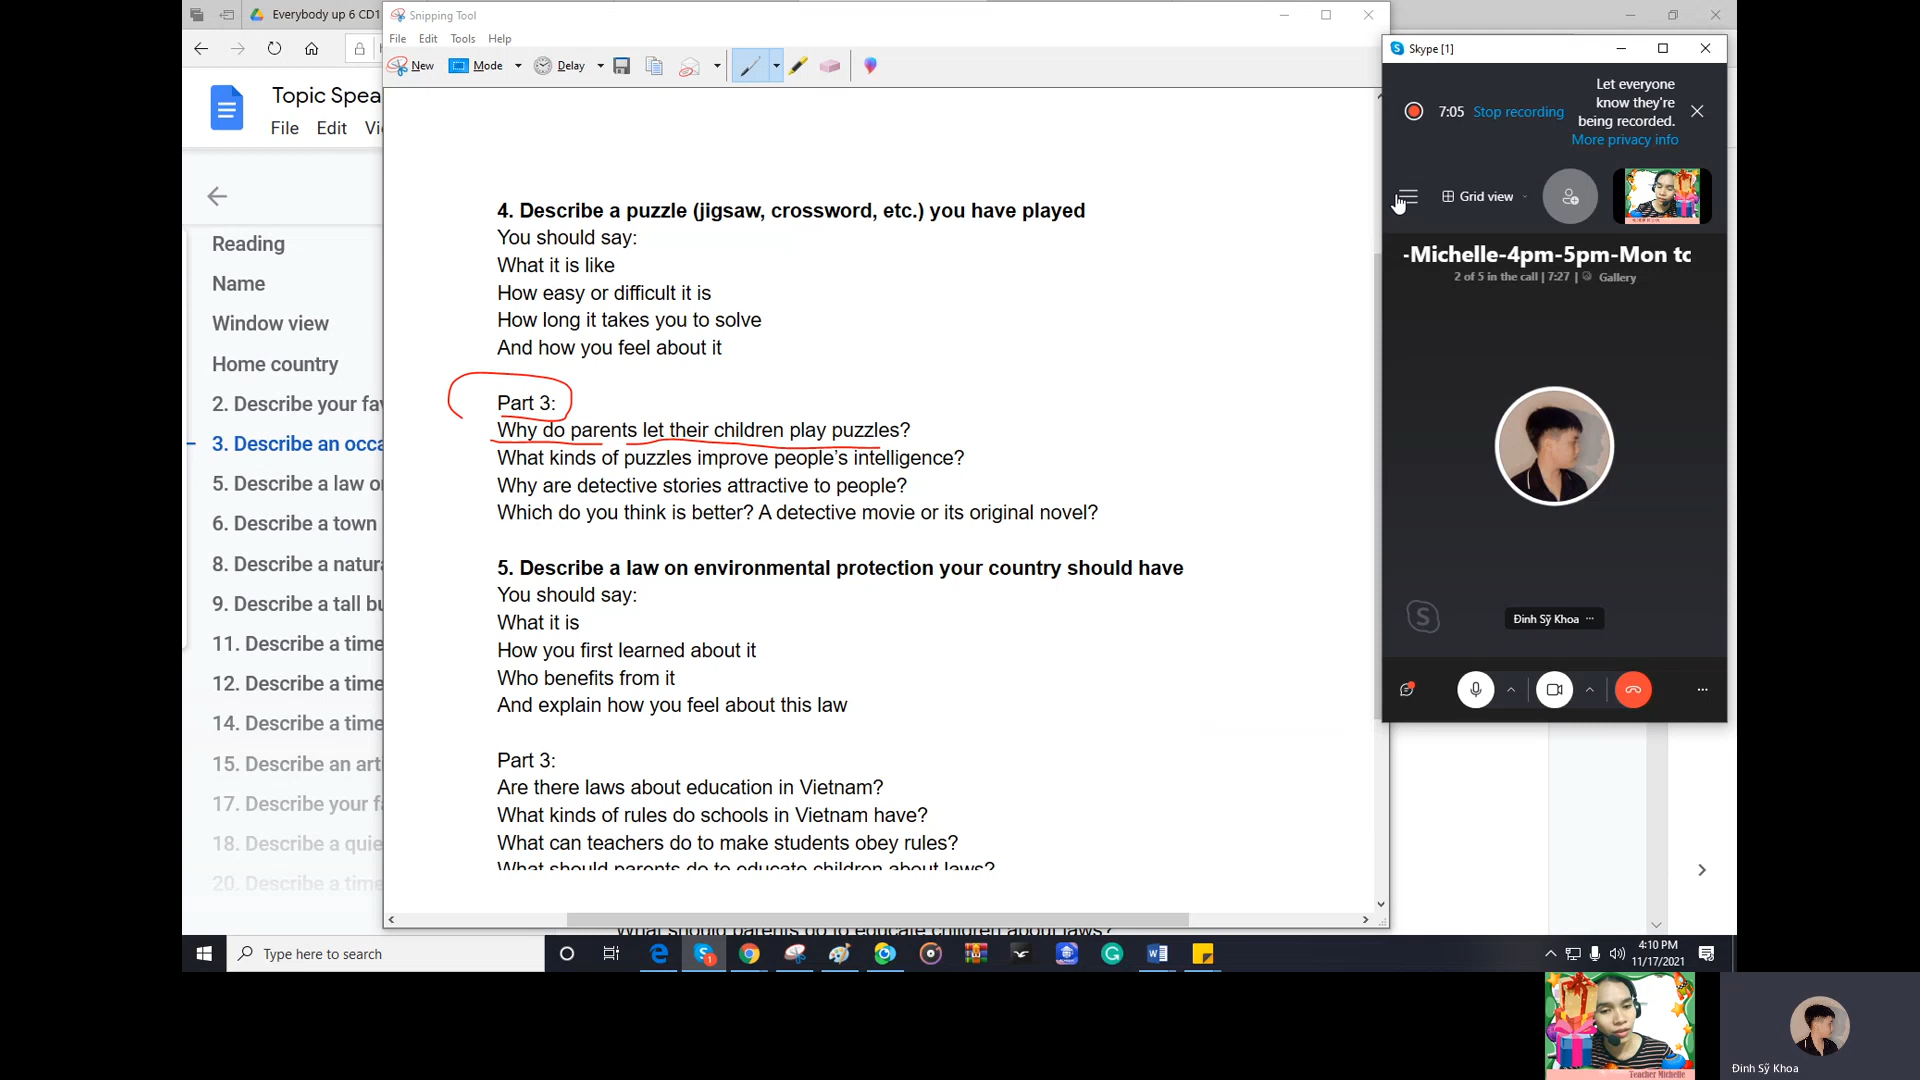 Everybody up 6 CD1
Snipping Tool
File Edit Tools Help
New Mode Delay
Topic Spea
File Edit Vi
Skype [1]
Let everyone
know they're
being recorded.
More privacy info
7:05 Stop recording
Grid view
-Michelle-4pm-5pm-Mon to
2 of 5 in the call | 7:27 | Gallery
Đinh Sỹ Khoa ···
Reading
Name
Window view
Home country
2. Describe your fav
3. Describe an occa
5. Describe a law o
6. Describe a town
8. Describe a natura
9. Describe a tall bu
11. Describe a time
12. Describe a time
14. Describe a time
15. Describe an art
17. Describe your fa
18. Describe a quie
20. Describe a time
4. Describe a puzzle (jigsaw, crossword, etc.) you have played
You should say:
What it is like
How easy or difficult it is
How long it takes you to solve
And how you feel about it
Part 3:
Why do parents let their children play puzzles?
What kinds of puzzles improve people's intelligence?
Why are detective stories attractive to people?
Which do you think is better? A detective movie or its original novel?
5. Describe a law on environmental protection your country should have
You should say:
What it is
How you first learned about it
Who benefits from it
And explain how you feel about this law
Part 3:
Are there laws about education in Vietnam?
What kinds of rules do schools in Vietnam have?
What can teachers do to make students obey rules?
What should parents do to educate children about laws?
What should parents do to educate children about laws?
Type here to search
4:10 PM
11/17/2021
Teacher Michelle
Đinh Sỹ Khoa